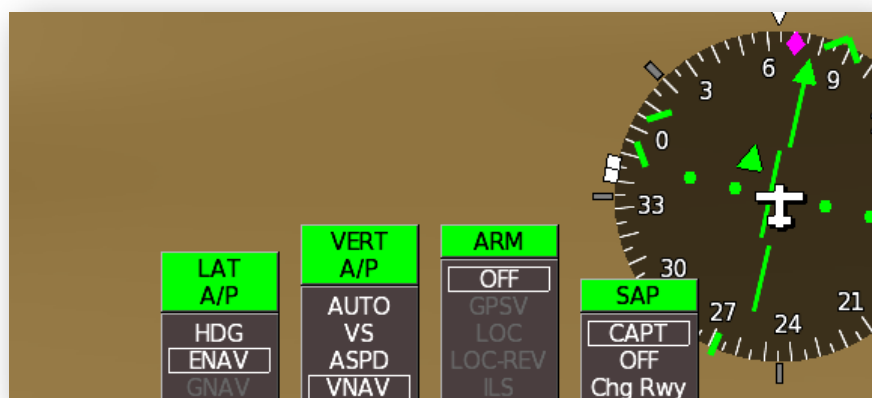 6
9
3
0
33
30
27
24
21
LAT
A/P
HDG
ENAV
GNAV
VERT
A/P
AUTO
VS
ASPD
VNAV
ARM
OFF
GPSV
LOC
LOC-REV
ILS
SAP
CAPT
OFF
Chg Rwy